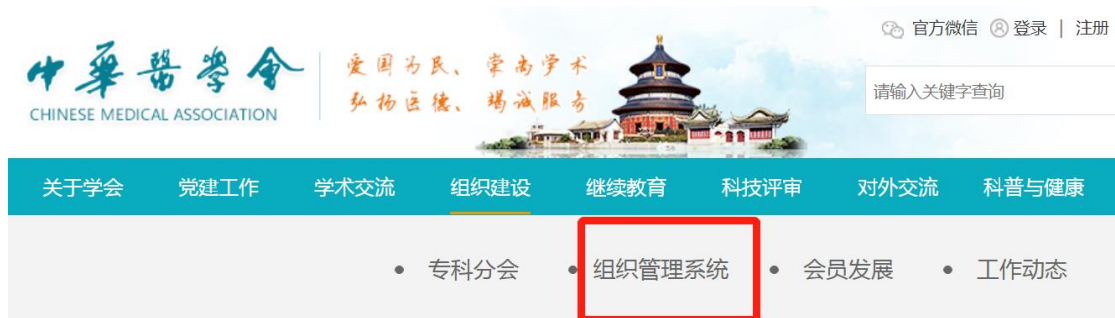 官方微信 登录 | 注册
中華醫學會
CHINESE MEDICAL ASSOCIATION
爱国为民、崇尚学术
弘扬医德、竭诚服务
请输入关键字查询
关于学会 党建工作 学术交流 组织建设 继续教育 科技评审 对外交流 科普与健康
• 专科分会 • 组织管理系统 • 会员发展 • 工作动态